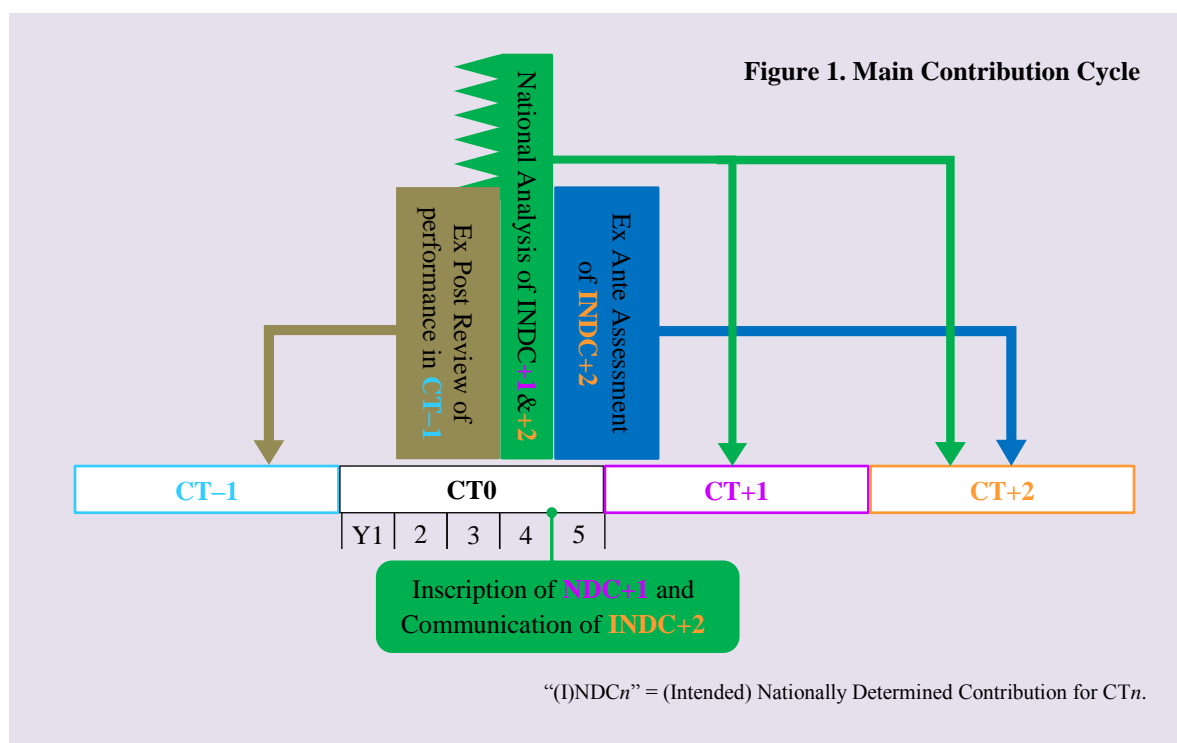 Figure 1. Main Contribution Cycle
National Analysis of INDC+1&+2
Ex Post Review of
performance in CT–1
Ex Ante Assessment
of INDC+2
CT–1
CT0
CT+1
CT+2
Y1 2 3 4 5
Inscription of NDC+1 and
Communication of INDC+2
“(I)NDCn” = (Intended) Nationally Determined Contribution for CTn.